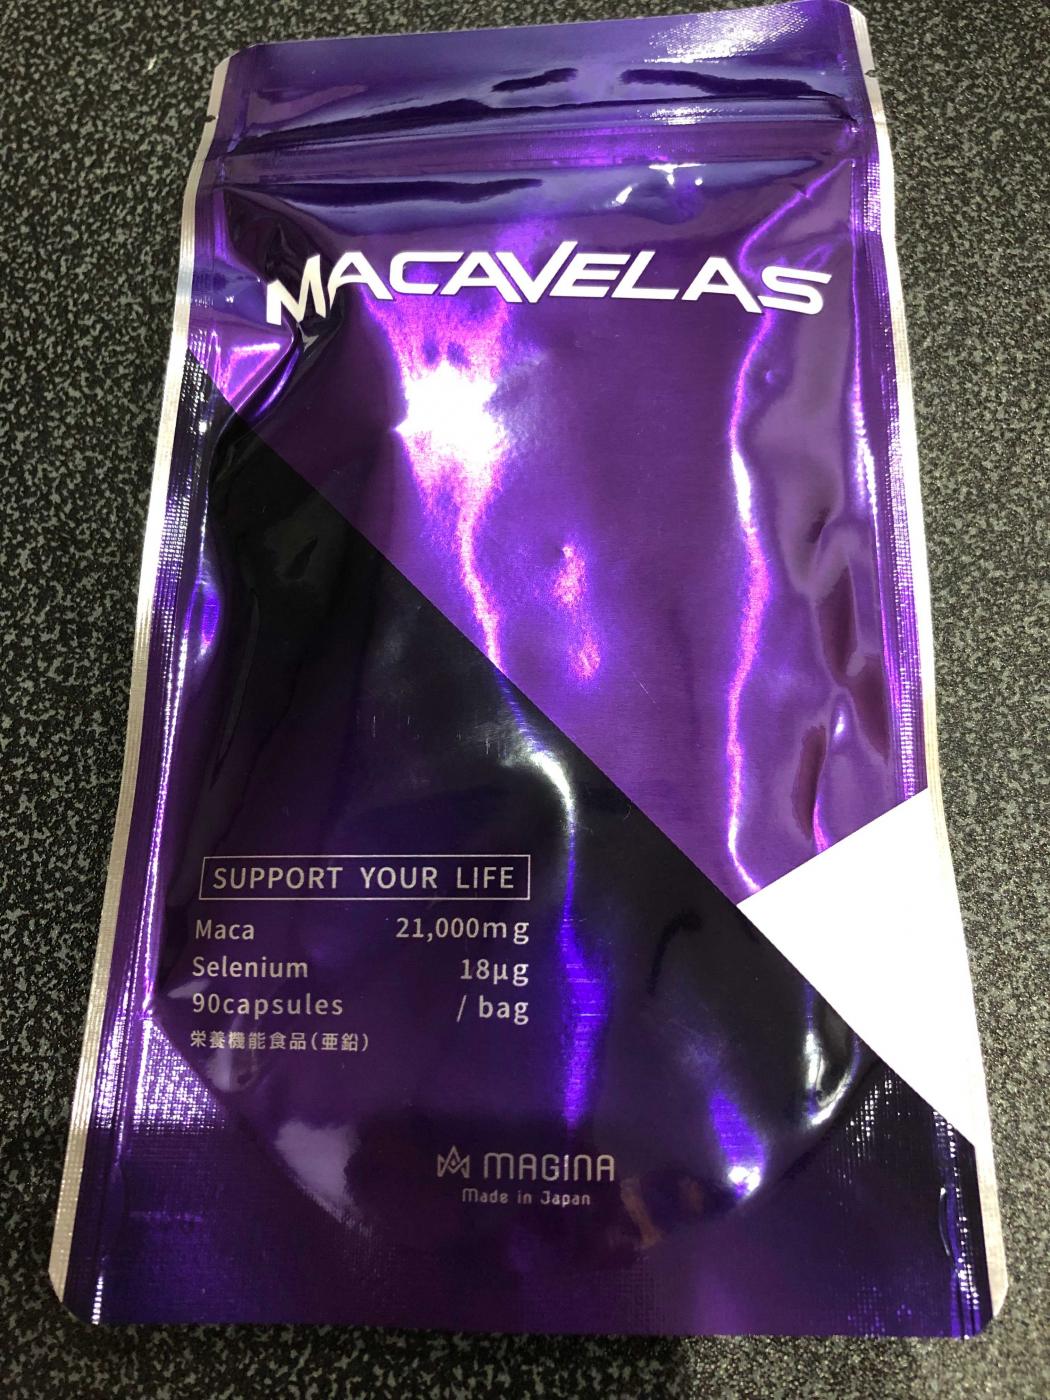 MACAVELAS
SUPPORT YOUR LIFE
Maca 21,000mg
Selenium 18µg
90capsules / bag
栄養機能食品(亜鉛)
MAGINA
Made in Japan